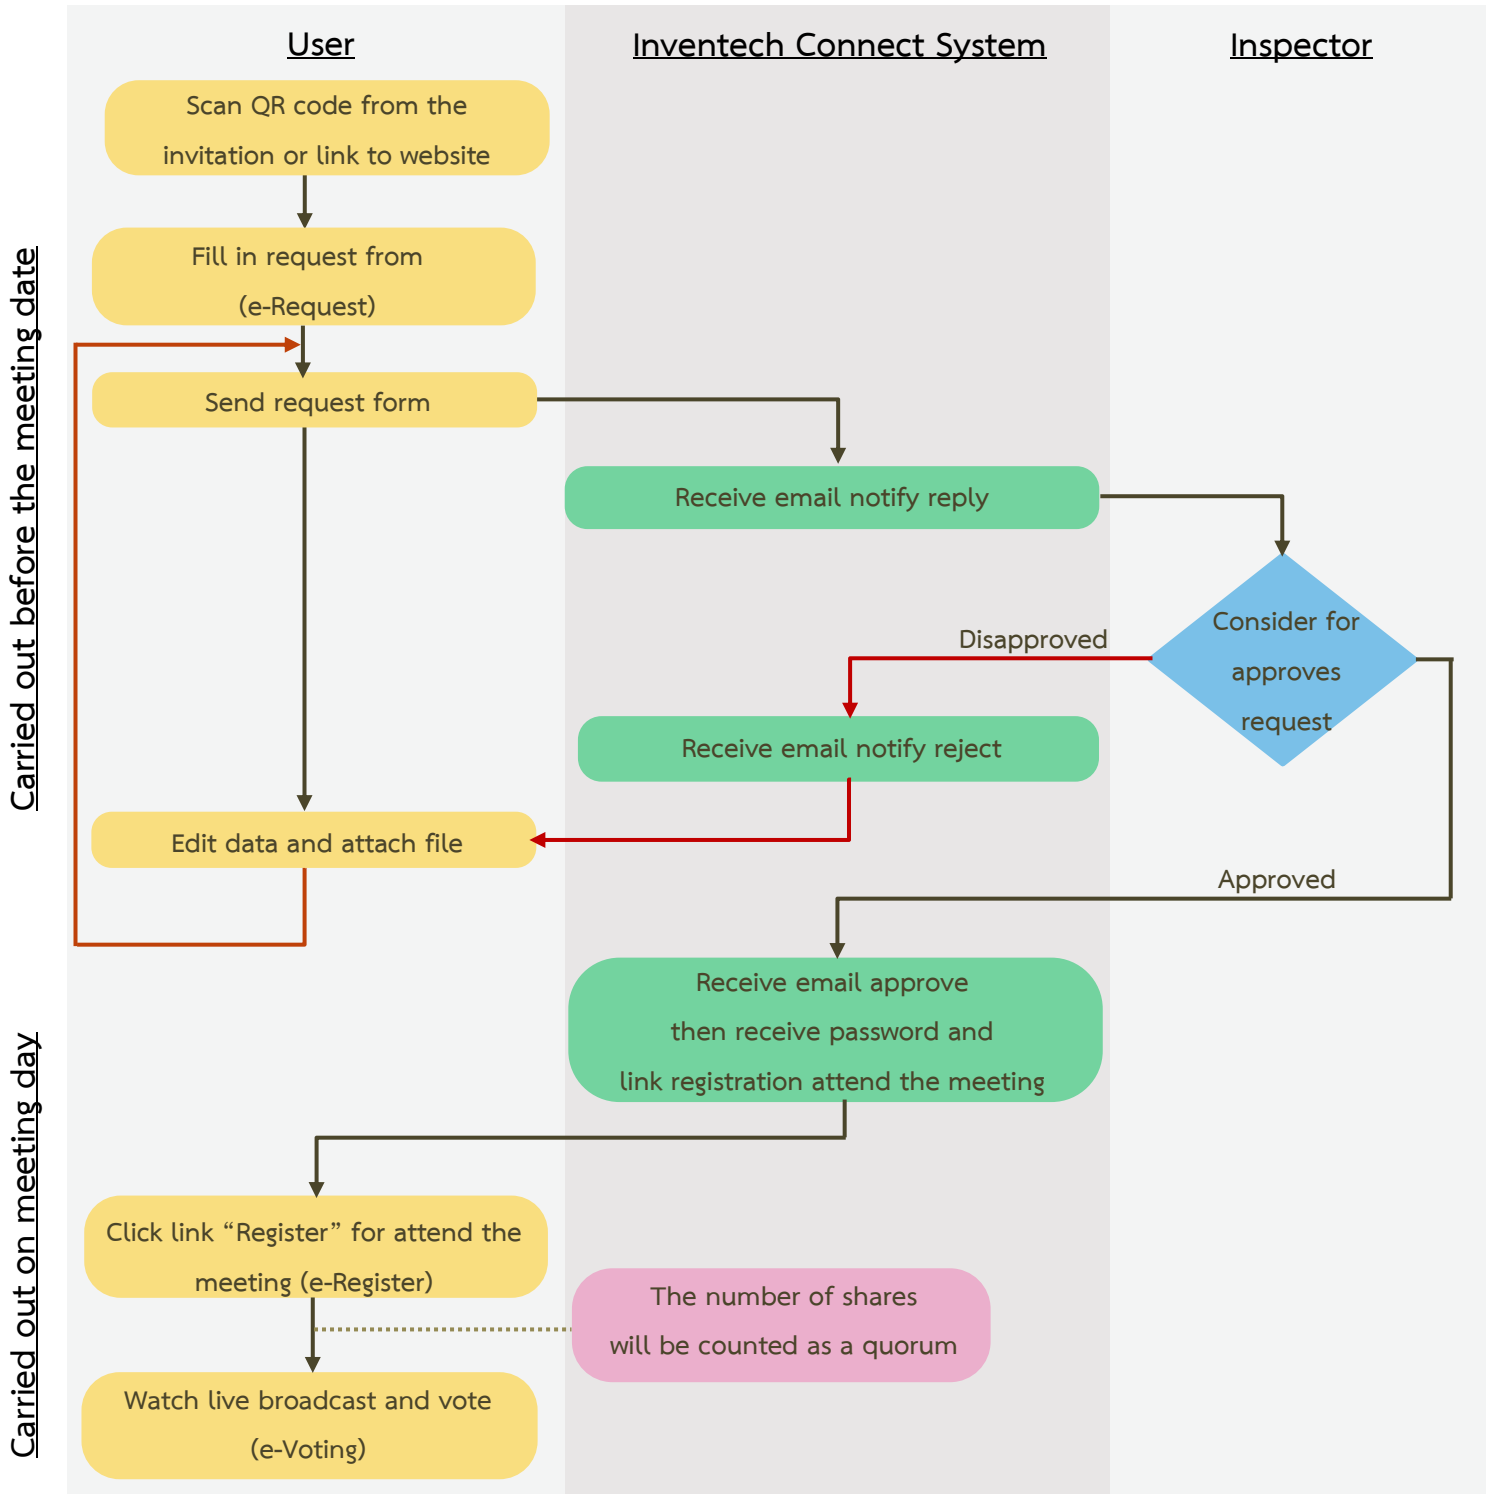 User
Inventech Connect System
Inspector
Carried out before the meeting date
Scan QR code from the
invitation or link to website
Fill in request from
(e-Request)
Send request form
Receive email notify reply
Consider for
approves
request
Disapproved
Receive email notify reject
Edit data and attach file
Approved
Receive email approve
then receive password and
link registration attend the meeting
Carried out on meeting day
Click link “Register” for attend the
meeting (e-Register)
The number of shares
will be counted as a quorum
Watch live broadcast and vote
(e-Voting)